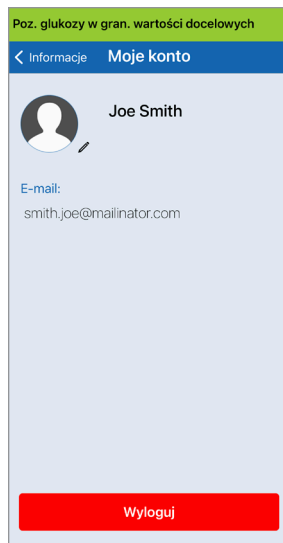 Poz. glukozy w gran. wartości docelowych
Informacje Moje konto
Joe Smith
E-mail:
smith.joe@mailinator.com
Wyloguj